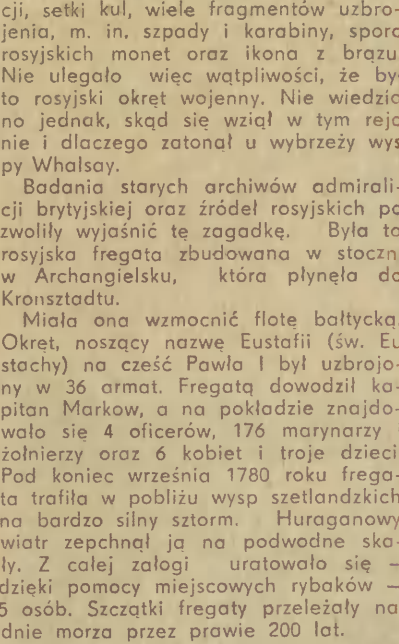 cji, setki kul, wiele fragmentów uzbro-
jenia, m. in. szpady i karabiny, sporo
rosyjskich monet oraz ikona z brązu.
Nie ulegało więc wątpliwości, że by
to rosyjski okręt wojenny. Nie wiedzia
no jednak, skąd się wziął w tym rejo
nie i dlaczego zatonął u wybrzeży wys
py Whalsay.
Badania starych archiwów admirali-
cji brytyjskiej oraz źródeł rosyjskich po
zwoliły wyjaśnić tę zagadkę. Była to
rosyjska fregata zbudowana w stoczn
w Archangielsku, która płynęła do
Kronsztadtu.
Miała ona wzmocnić flotę bałtycką.
Okręt, noszący nazwę Eustafii (św. Eu
stachy) na cześć Pawła I był uzbrojo-
ny w 36 armat. Fregatą dowodził ka-
pitan Markow, a na pokładzie znajdo-
wało się 4 oficerów, 176 marynarzy
żołnierzy oraz 6 kobiet i troje dzieci
Pod koniec września 1780 roku frega-
ta trafiła w pobliżu wysp szetlandzkich
na bardzo silny sztorm. Huraganowy
wiatr zepchnął ją na podwodne ska-
ły. Z całej załogi uratowało się –
dzięki pomocy miejscowych rybaków –
5 osób. Szczątki fregaty przeleżały na
dnie morza przez prawie 200 lat.